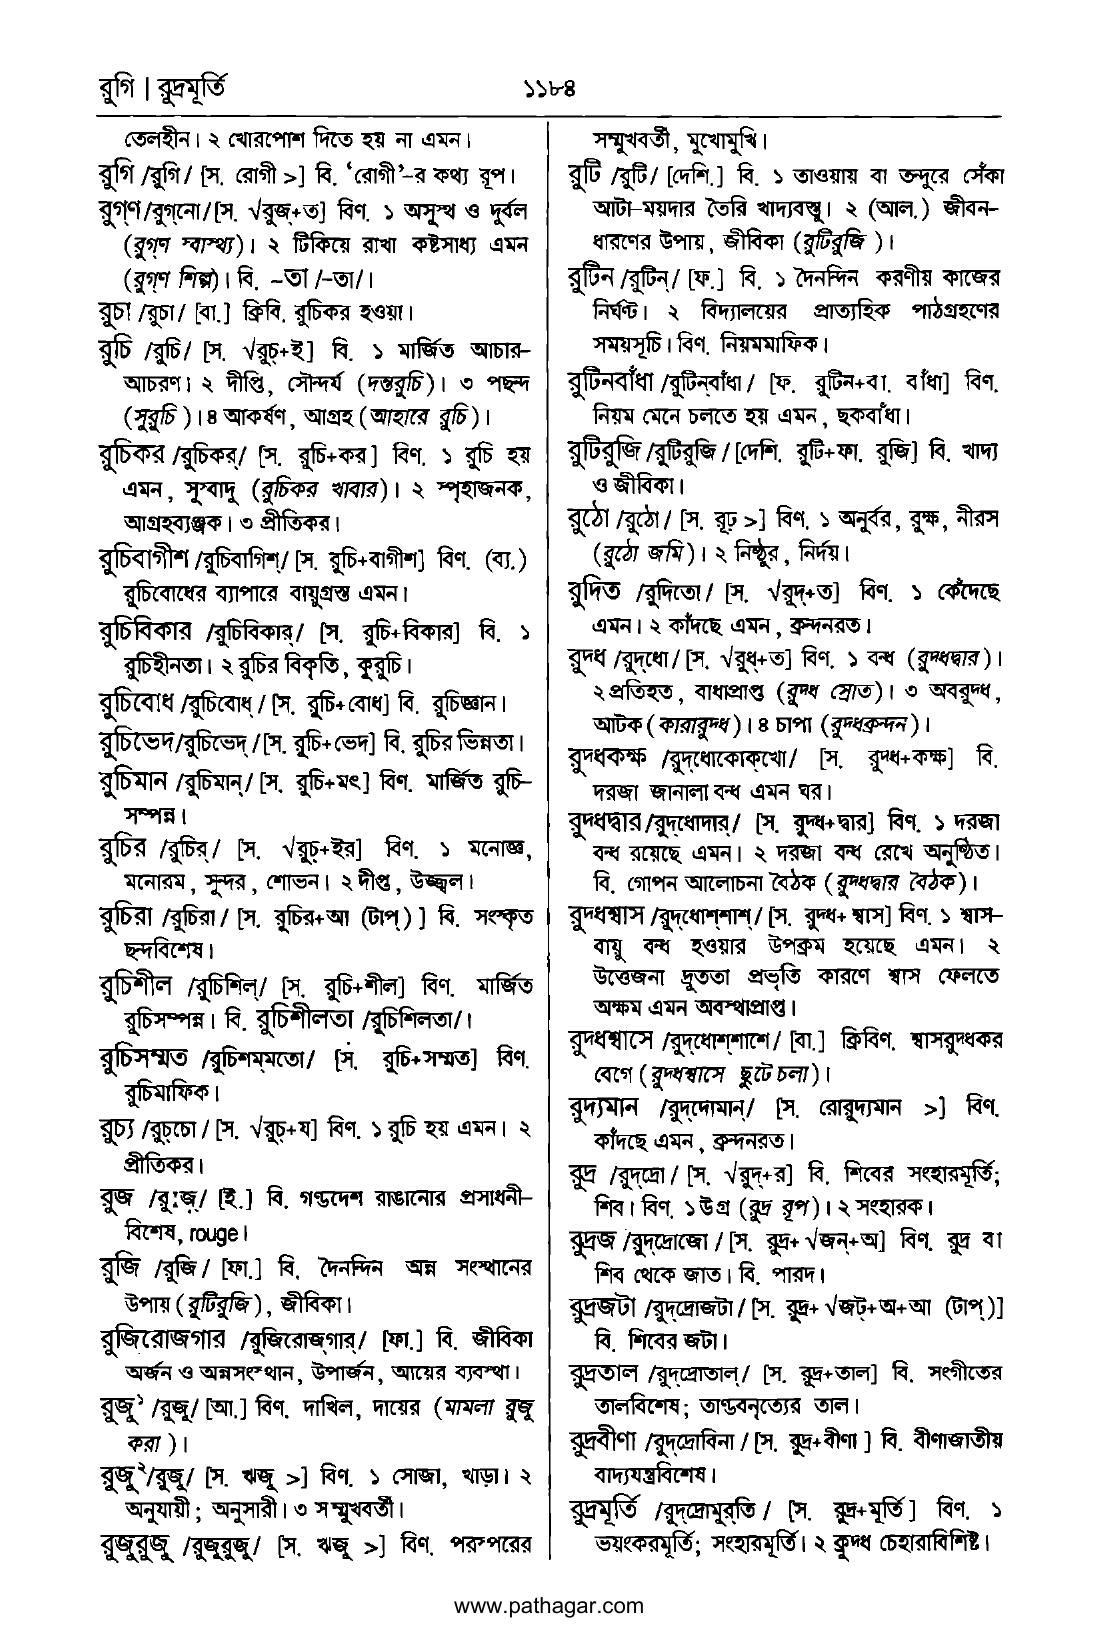 রুগি | রুদ্রমূর্তি
১১৮৪
তেলহীন। ২ খোরপোশ দিতে হয় না এমন।
রুগি /রুগি/ [স. রোগী >] বি. ‘রোগী’-র কথ্য রূপ।
রুগ্‌ণ /রুগ্‌নো/ [স. √রুজ্‌+ত] বিণ. ১ অসুস্থ ও দুর্বল
(রুগ্‌ণ স্বাস্থ্য)। ২ টিকিয়ে রাখা কষ্টসাধ্য এমন
(রুগ্‌ণ শিল্প)। বি. -তা /-তা/।
রুচা /রুচা/ [বা.] ক্রিবি. রুচিকর হওয়া।
রুচি /রুচি/ [স. √রুচ্‌+ই] বি. ১ মার্জিত আচার-
আচরণ। ২ দীপ্তি, সৌন্দর্য (দন্তরুচি)। ৩ পছন্দ
(সুরুচি)। ৪ আকর্ষণ, আগ্রহ (আহারে রুচি)।
রুচিকর /রুচিকর্‌/ [স. রুচি+কর] বিণ. ১ রুচি হয়
এমন, সুস্বাদু (রুচিকর খাবার)। ২ স্পৃহাজনক,
আগ্রহব্যঞ্জক। ৩ প্রীতিকর।
রুচিবাগীশ /রুচিবাগিশ্‌/ [স. রুচি+বাগীশ] বিণ. (ব্য.)
রুচিবোধের ব্যাপারে বায়ুগ্রস্ত এমন।
রুচিবিকার /রুচিবিকার্‌/ [স. রুচি+বিকার] বি. ১
রুচিহীনতা। ২ রুচির বিকৃতি, কুরুচি।
রুচিবোধ /রুচিবোধ্‌/ [স. রুচি+বোধ] বি. রুচিজ্ঞান।
রুচিভেদ /রুচিভেদ্‌/ [স. রুচি+ভেদ] বি. রুচির ভিন্নতা।
রুচিমান /রুচিমান্‌/ [স. রুচি+মৎ] বিণ. মার্জিত রুচি-
সম্পন্ন।
রুচির /রুচির্‌/ [স. √রুচ্‌+ইর] বিণ. ১ মনোজ্ঞ,
মনোরম, সুন্দর, শোভন। ২ দীপ্ত, উজ্জ্বল।
রুচিরা /রুচিরা/ [স. রুচির+আ (টাপ্‌)] বি. সংস্কৃত
ছন্দবিশেষ।
রুচিশীল /রুচিশিল্‌/ [স. রুচি+শীল] বিণ. মার্জিত
রুচিসম্পন্ন। বি. রুচিশীলতা /রুচিশিলতা/।
রুচিসম্মত /রুচিশম্‌মতো/ [স. রুচি+সম্মত] বিণ.
রুচিমাফিক।
রুচ্য /রুচ্‌চো/ [স. √রুচ্‌+য] বিণ. ১ রুচি হয় এমন। ২
প্রীতিকর।
রুজ /রুজ়্‌/ [ই.] বি. গণ্ডদেশ রাঙানোর প্রসাধনী-
বিশেষ, rouge।
রুজি /রুজি/ [ফা.] বি. দৈনন্দিন অন্ন সংস্থানের
উপায় (রুটিরুজি), জীবিকা।
রুজিরোজগার /রুজিরোজ্‌গার্‌/ [ফা.] বি. জীবিকা
অর্জন ও অন্নসংস্থান, উপার্জন, আয়ের ব্যবস্থা।
রুজু১ /রুজু/ [আ.] বিণ. দাখিল, দায়ের (মামলা রুজু
করা)।
রুজু২ /রুজু/ [স. ঋজু >] বিণ. ১ সোজা, খাড়া। ২
অনুযায়ী; অনুসারী। ৩ সম্মুখবর্তী।
রুজুরুজু /রুজুরুজু/ [স. ঋজু >] বিণ. পরস্পরের
সম্মুখবর্তী, মুখোমুখি।
রুটি /রুটি/ [দেশি.] বি. ১ তাওয়ায় বা তন্দুরে সেঁকা
আটা-ময়দার তৈরি খাদ্যবস্তু। ২ (আল.) জীবন-
ধারণের উপায়, জীবিকা (রুটিরুজি)।
রুটিন /রুটিন্‌/ [ফ.] বি. ১ দৈনন্দিন করণীয় কাজের
নির্ঘণ্ট। ২ বিদ্যালয়ের প্রাত্যহিক পাঠগ্রহণের
সময়সূচি। বিণ. নিয়মমাফিক।
রুটিনবাঁধা /রুটিন্‌বাঁধা/ [ফ. রুটিন+বা. বাঁধা] বিণ.
নিয়ম মেনে চলতে হয় এমন, ছকবাঁধা।
রুটিরুজি /রুটিরুজি/ [দেশি. রুটি+ফা. রুজি] বি. খাদ্য
ও জীবিকা।
রুঠো /রুঠো/ [স. রূঢ় >] বিণ. ১ অনুর্বর, রুক্ষ, নীরস
(রুঠো জমি)। ২ নিষ্ঠুর, নির্দয়।
রুদিত /রুদিতো/ [স. √রুদ্‌+ত] বিণ. ১ কেঁদেছে
এমন। ২ কাঁদছে এমন, ক্রন্দনরত।
রুদ্ধ /রুদ্‌ধো/ [স. √রুধ্‌+ত] বিণ. ১ বন্ধ (রুদ্ধদ্বার)।
২ প্রতিহত, বাধাপ্রাপ্ত (রুদ্ধ স্রোত)। ৩ অবরুদ্ধ,
আটক (কারারুদ্ধ)। ৪ চাপা (রুদ্ধক্রন্দন)।
রুদ্ধকক্ষ /রুদ্‌ধোকোক্‌খো/ [স. রুদ্ধ+কক্ষ] বি.
দরজা জানালা বন্ধ এমন ঘর।
রুদ্ধদ্বার /রুদ্‌ধোদার্‌/ [স. রুদ্ধ+দ্বার] বিণ. ১ দরজা
বন্ধ রয়েছে এমন। ২ দরজা বন্ধ রেখে অনুষ্ঠিত।
বি. গোপন আলোচনা বৈঠক (রুদ্ধদ্বার বৈঠক)।
রুদ্ধশ্বাস /রুদ্‌ধোশ্‌শাশ্‌/ [স. রুদ্ধ+শ্বাস] বিণ. ১ শ্বাস-
বায়ু বন্ধ হওয়ার উপক্রম হয়েছে এমন। ২
উত্তেজনা দ্রুততা প্রভৃতি কারণে শ্বাস ফেলতে
অক্ষম এমন অবস্থাপ্রাপ্ত।
রুদ্ধশ্বাসে /রুদ্‌ধোশ্‌শাশে/ [বা.] ক্রিবিণ. শ্বাসরুদ্ধকর
বেগে (রুদ্ধশ্বাসে ছুটে চলা)।
রুদ্যমান /রুদ্‌দোমান্‌/ [স. রোরুদ্যমান >] বিণ.
কাঁদছে এমন, ক্রন্দনরত।
রুদ্র /রুদ্‌দ্রো/ [স. √রুদ্‌+র] বি. শিবের সংহারমূর্তি;
শিব। বিণ. ১ উগ্র (রুদ্র রূপ)। ২ সংহারক।
রুদ্রজ /রুদ্‌দ্রোজো/ [স. রুদ্র+√জন্‌+অ] বিণ. রুদ্র বা
শিব থেকে জাত। বি. পারদ।
রুদ্রজটা /রুদ্‌দ্রোজটা/ [স. রুদ্র+√জট্‌+অ+আ (টাপ্‌)]
বি. শিবের জটা।
রুদ্রতাল /রুদ্‌দ্রোতাল্‌/ [স. রুদ্র+তাল] বি. সংগীতের
তালবিশেষ; তাণ্ডবনৃত্যের তাল।
রুদ্রবীণা /রুদ্‌দ্রোবিনা/ [স. রুদ্র+বীণা] বি. বীণাজাতীয়
বাদ্যযন্ত্রবিশেষ।
রুদ্রমূর্তি /রুদ্‌দ্রোমুর্‌তি/ [স. রুদ্র+মূর্তি] বিণ. ১
ভয়ংকরমূর্তি; সংহারমূর্তি। ২ ক্রুদ্ধ চেহারাবিশিষ্ট।
www.pathagar.com